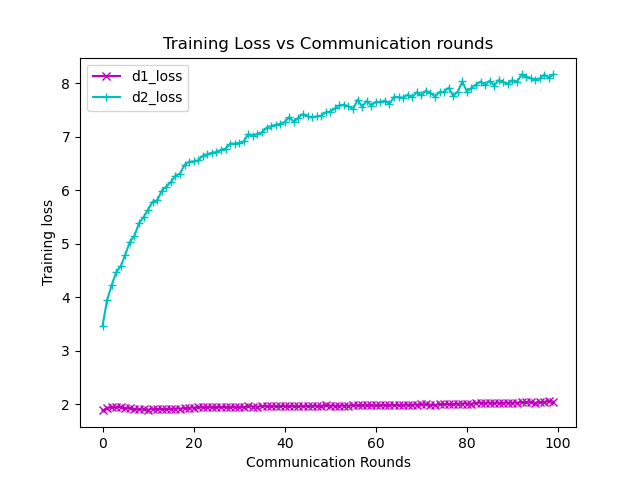 Training Loss vs Communication rounds
d1_loss
d2_loss
8
7
6
5
4
3
2
Training loss
0 20 40 60 80 100
Communication Rounds